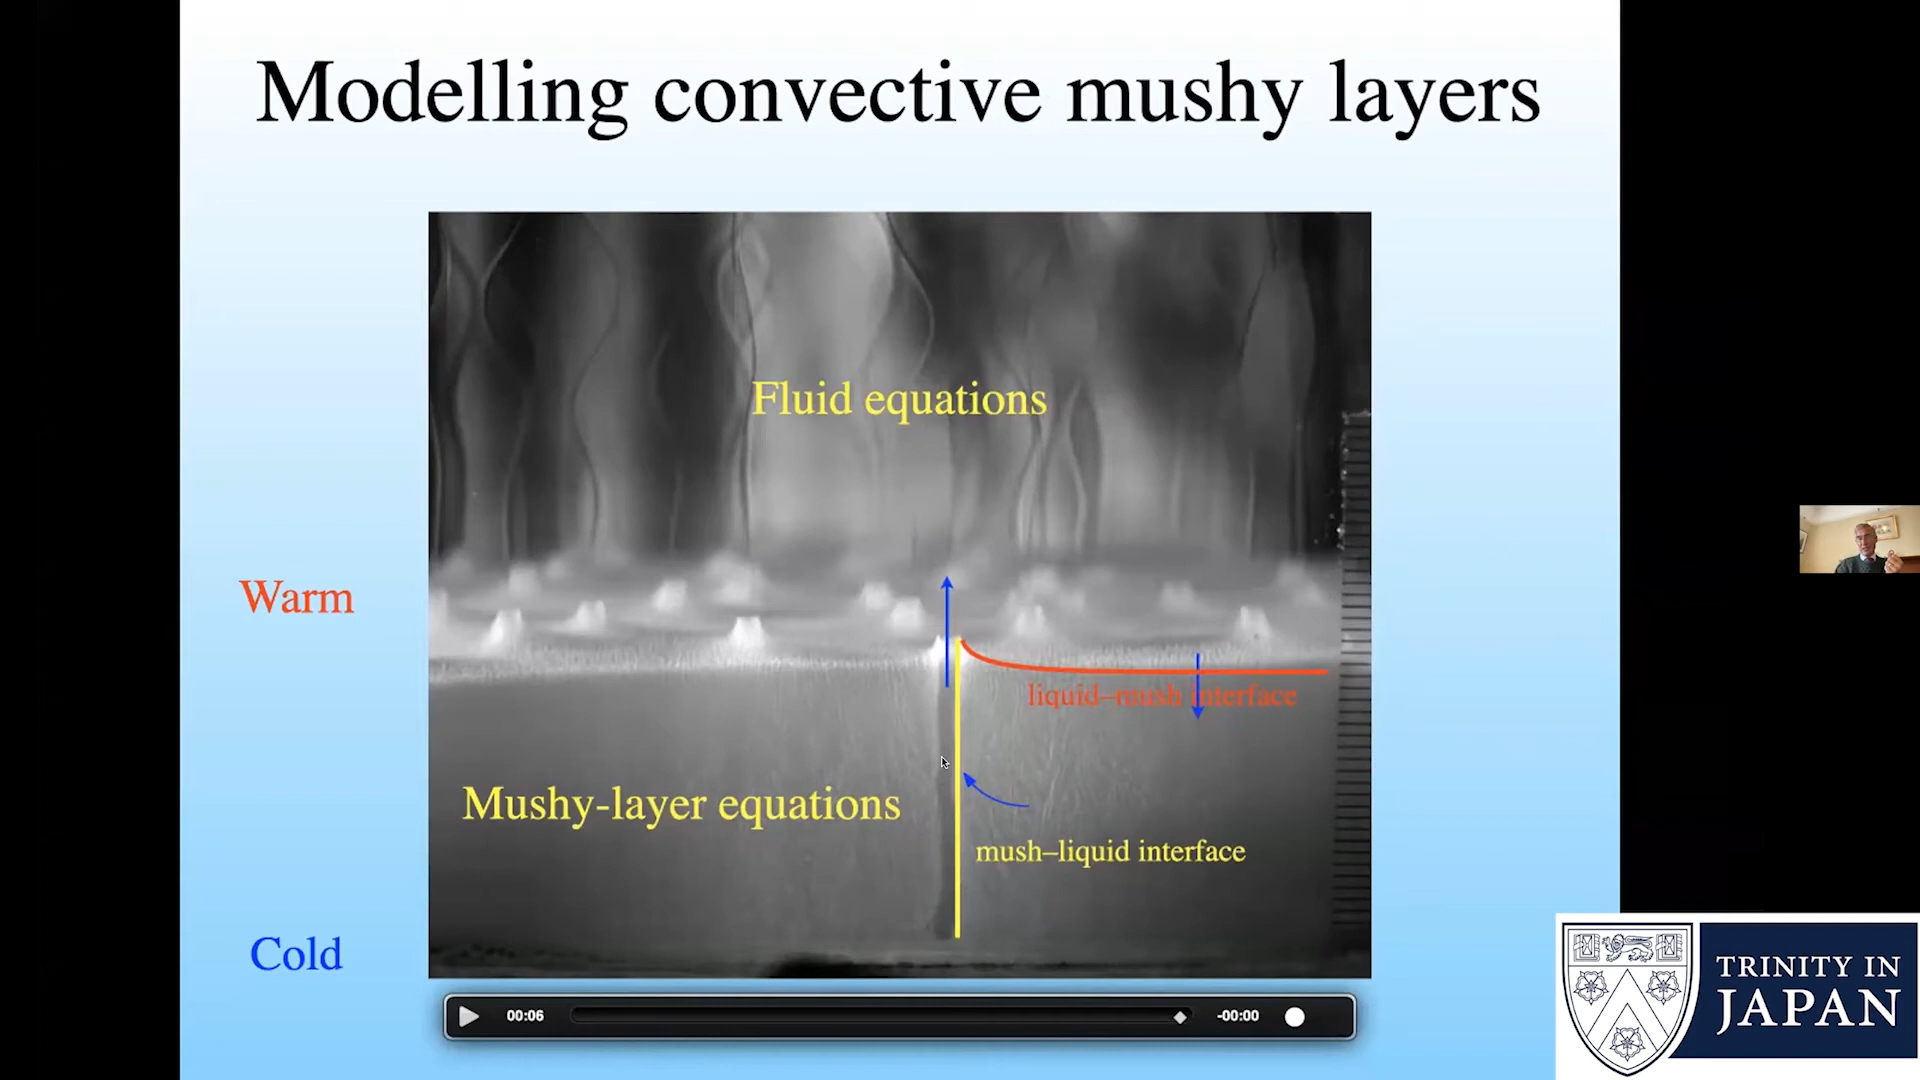 Modelling convective mushy layers
Fluid equations
Warm
liquid–mush interface
Mushy-layer equations
mush–liquid interface
Cold
00:06
-00:00
TRINITY IN
JAPAN